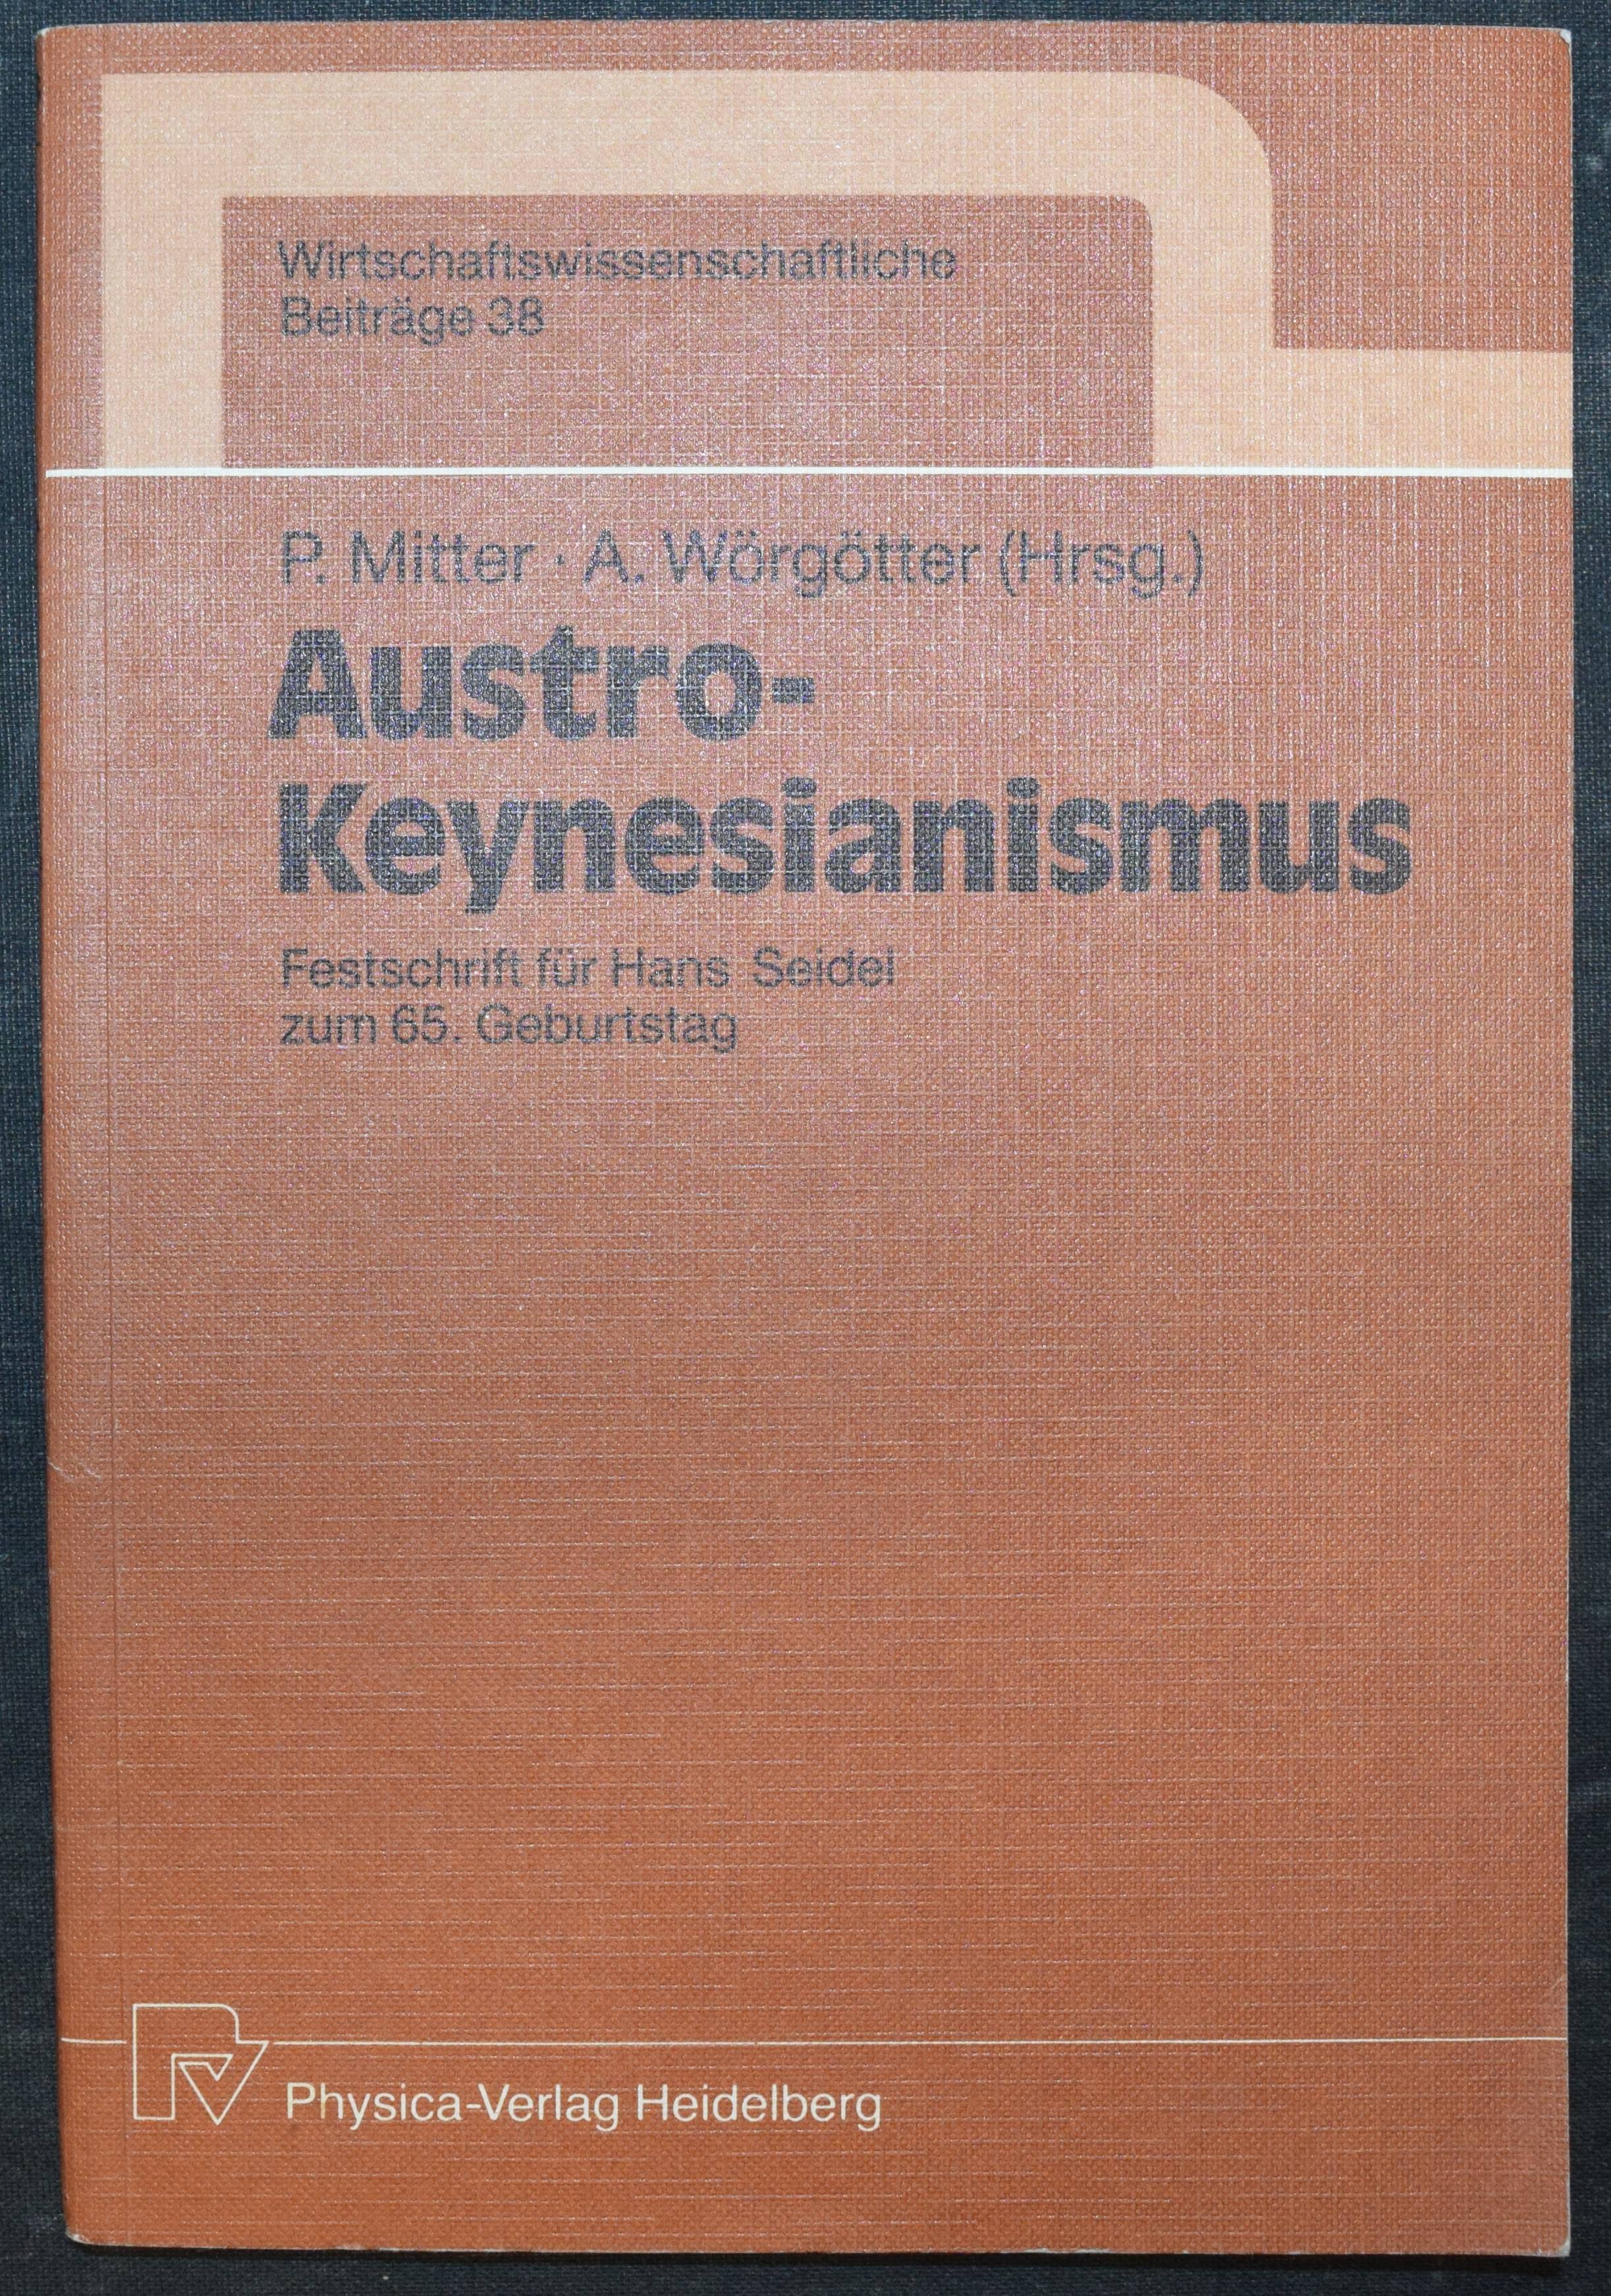 Wirtschaftswissenschaftliche
Beiträge 38
P. Mitter · A. Wörgötter (Hrsg.)
Austro-
Keynesianismus
Festschrift für Hans Seidel
zum 65. Geburtstag
Physica-Verlag Heidelberg